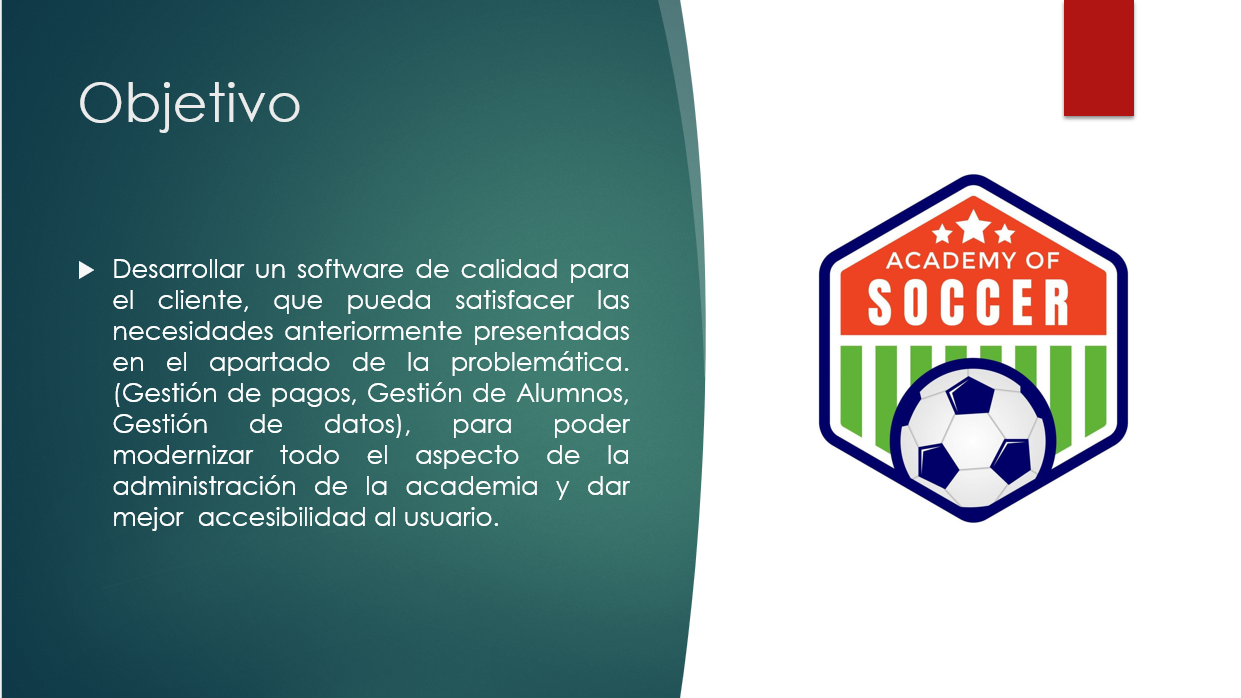 Objetivo
Desarrollar un software de calidad para
el cliente, que pueda satisfacer las
necesidades anteriormente presentadas
en el apartado de la problemática.
(Gestión de pagos, Gestión de Alumnos,
Gestión de datos), para poder
modernizar todo el aspecto de la
administración de la academia y dar
mejor accesibilidad al usuario.
ACADEMY OF
SOCCER